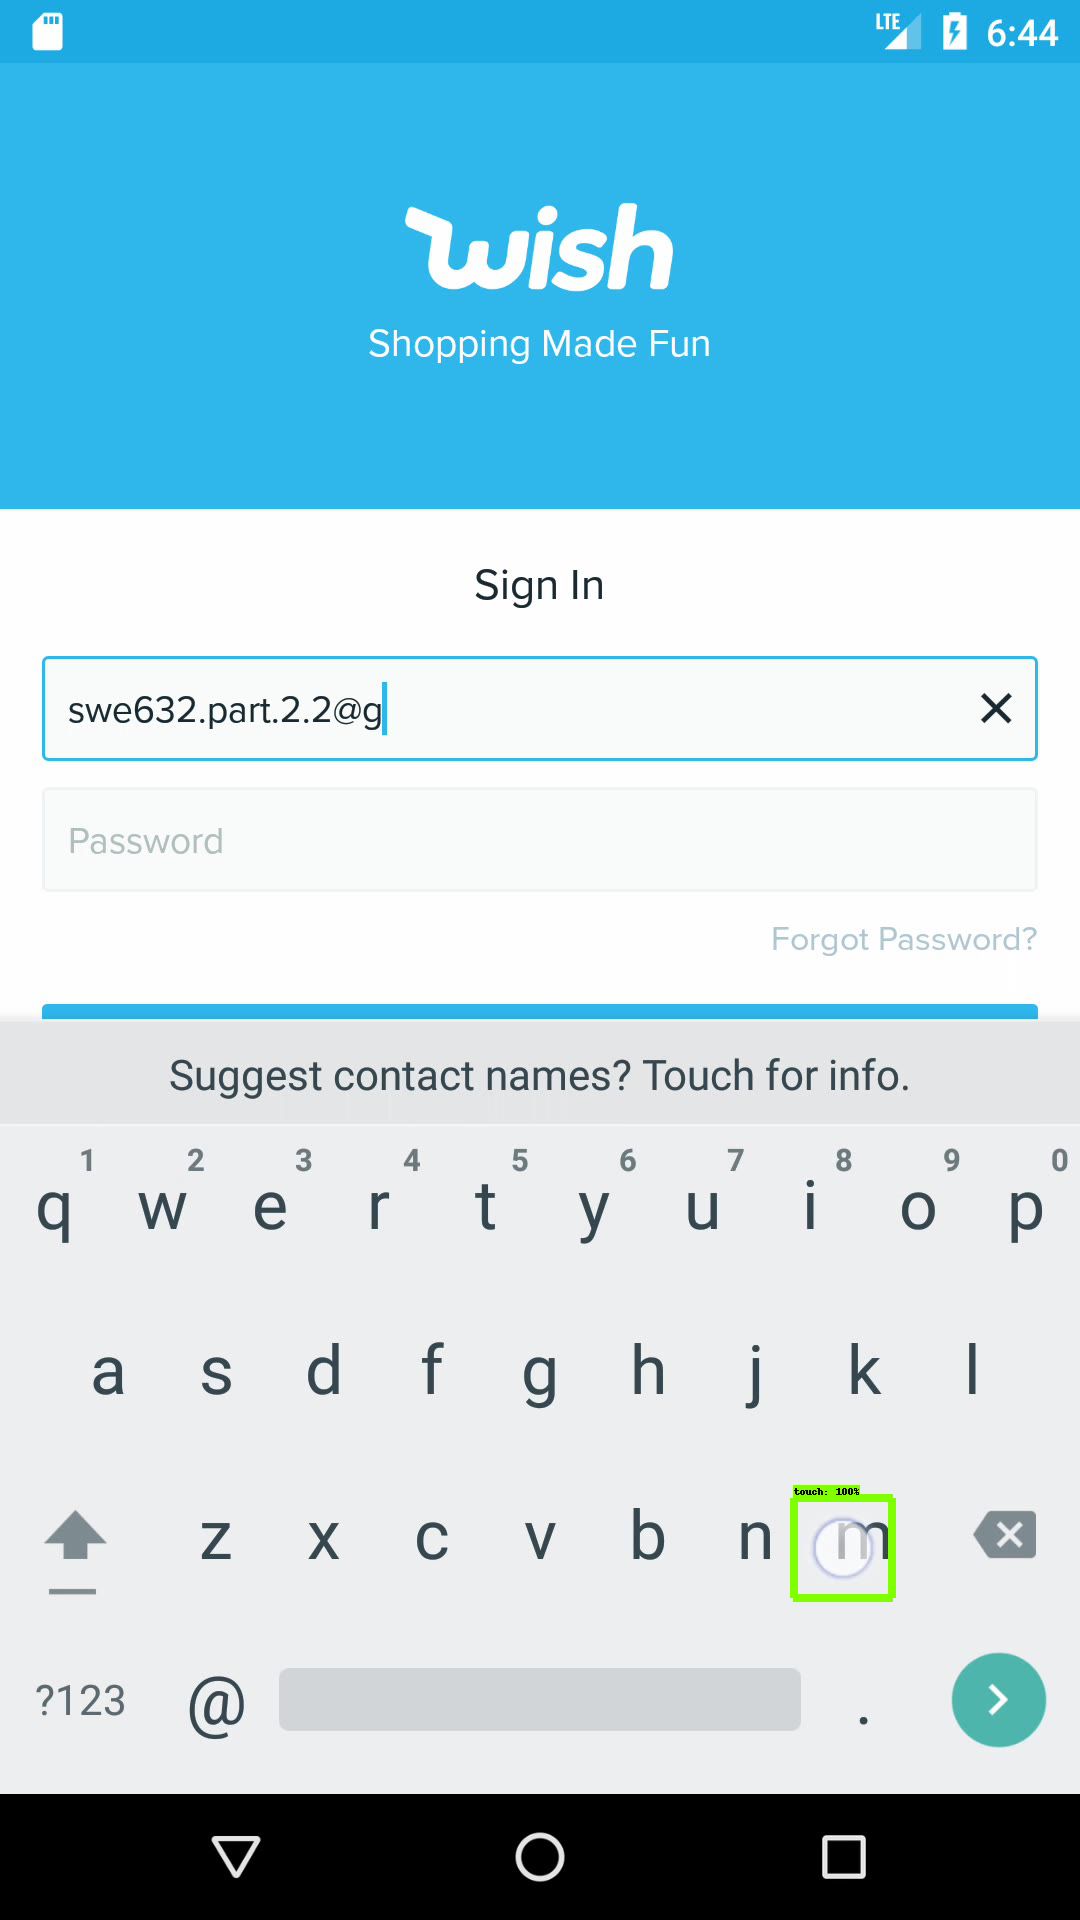 LTE 6:44
wish
Shopping Made Fun
Sign In
swe632.part.2.2@g
Password
Forgot Password?
Suggest contact names? Touch for info.
1 2 3 4 5 6 7 8 9 0
q w e r t y u i o p
a s d f g h j k l
touch: 100%
z x c v b n m
?123 @ .